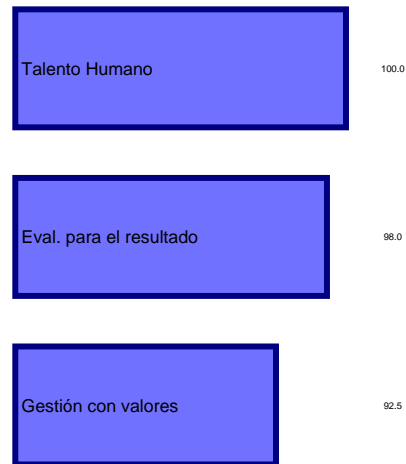 Talento Humano 100.0
Eval. para el resultado 98.0
Gestión con valores 92.5